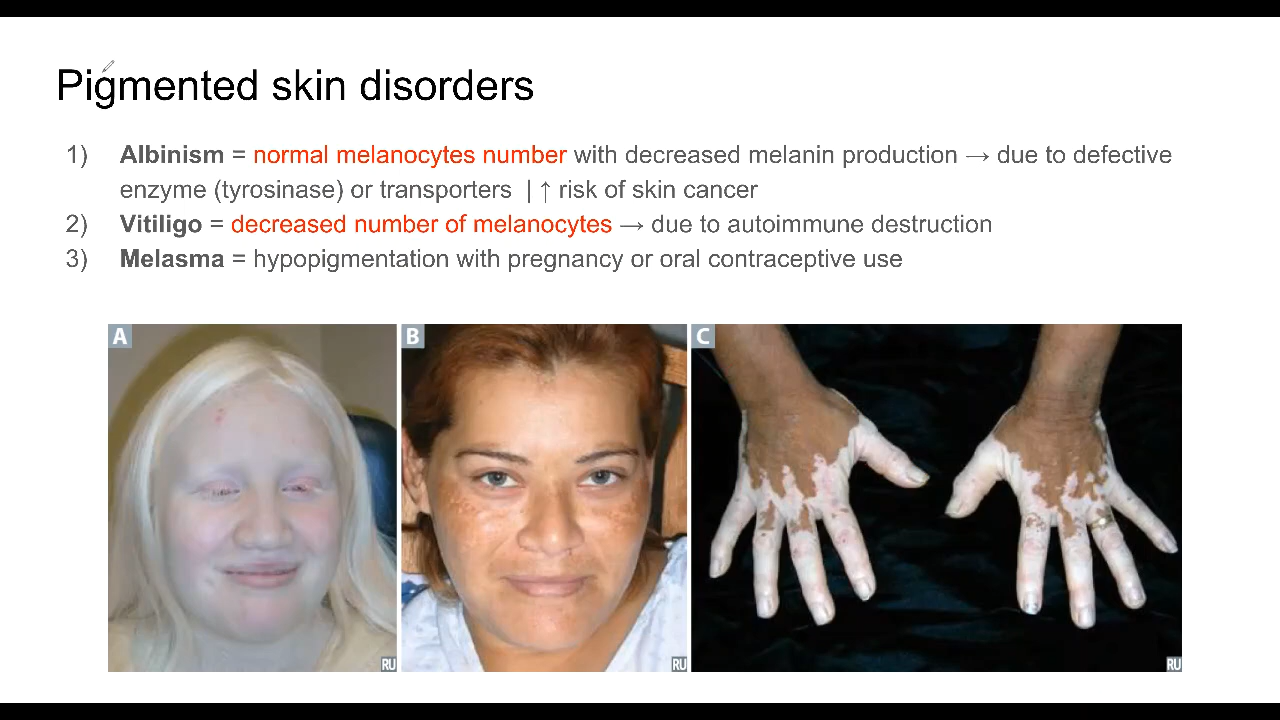 Pigmented skin disorders
1) Albinism = normal melanocytes number with decreased melanin production → due to defective
enzyme (tyrosinase) or transporters | ↑ risk of skin cancer
2) Vitiligo = decreased number of melanocytes → due to autoimmune destruction
3) Melasma = hypopigmentation with pregnancy or oral contraceptive use
A B C
RU RU RU